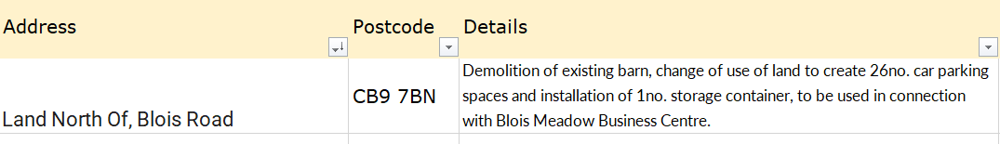 Address Postcode Details
Demolition of existing barn, change of use of land to create 26no. car parking
CB9 7BN spaces and installation of 1no. storage container, to be used in connection
Land North Of, Blois Road with Blois Meadow Business Centre.